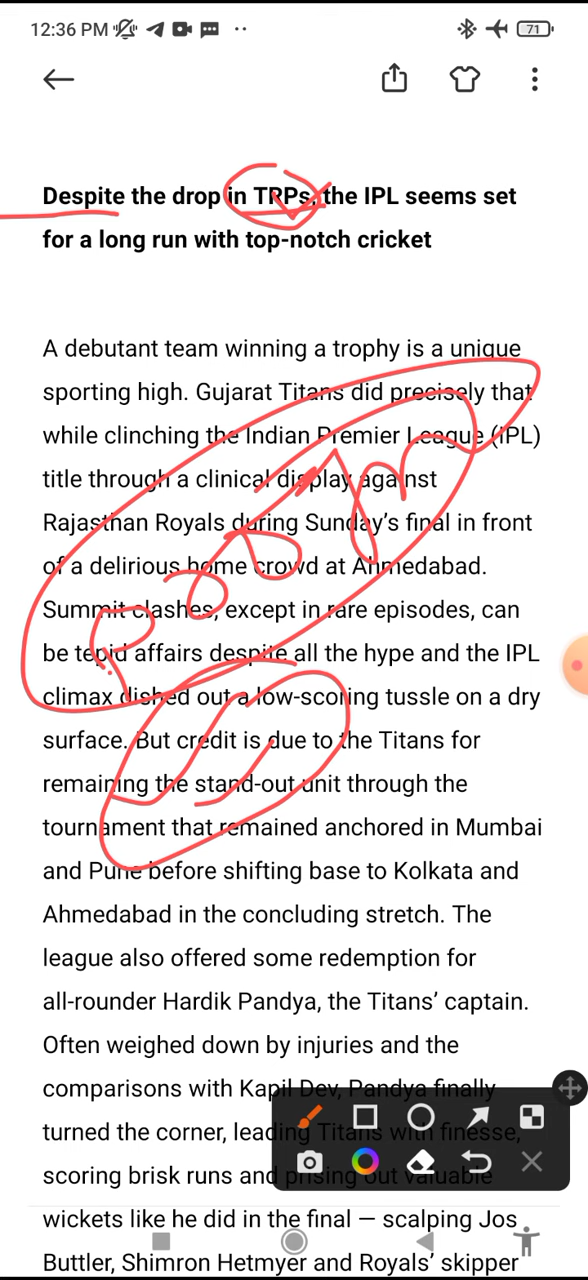 12:36 PM
71
Despite the drop in TRPs, the IPL seems set
for a long run with top-notch cricket
A debutant team winning a trophy is a unique
sporting high. Gujarat Titans did precisely that
while clinching the Indian Premier League (IPL)
title through a clinical display against
Rajasthan Royals during Sunday’s final in front
of a delirious home crowd at Ahmedabad.
Summit clashes, except in rare episodes, can
be tepid affairs despite all the hype and the IPL
climax dished out a low-scoring tussle on a dry
surface. But credit is due to the Titans for
remaining the stand-out unit through the
tournament that remained anchored in Mumbai
and Pune before shifting base to Kolkata and
Ahmedabad in the concluding stretch. The
league also offered some redemption for
all-rounder Hardik Pandya, the Titans’ captain.
Often weighed down by injuries and the
comparisons with Kapil Dev, Pandya finally
turned the corner, leading Titans with finesse,
scoring brisk runs and prising out valuable
wickets like he did in the final — scalping Jos
Buttler, Shimron Hetmyer and Royals’ skipper